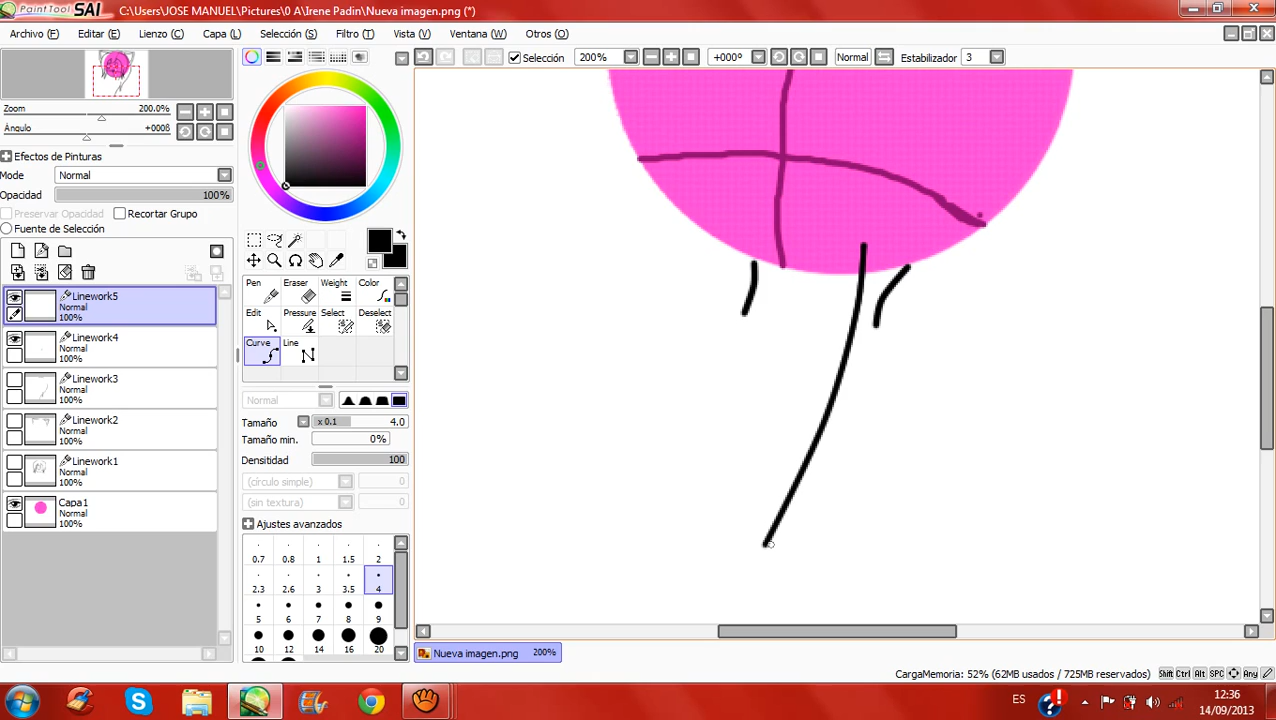 PaintTool SAI C:\Users\JOSE MANUEL\Pictures\0 A\Irene Padin\Nueva imagen.png (*)
Archivo (F) Editar (E) Lienzo (C) Capa (L) Selección (S) Filtro (T) Vista (V) Ventana (W) Otros (O)
Selección 200% +000º Normal Estabilizador 3
Zoom 200.0%
Ángulo +000 º
Efectos de Pinturas
Modo Normal
Opacidad 100%
Preservar Opacidad Recortar Grupo
Fuente de Selección
Linework5
Normal
100%
Linework4
Normal
100%
Linework3
Normal
100%
Linework2
Normal
100%
Linework1
Normal
100%
Capa1
Normal
100%
Pen Eraser Weight Color
Edit Pressure Select Deselect
Curve Line
Normal
Tamaño x 0.1 4.0
Tamaño min. 0%
Densitidad 100
(círculo simple) 0
(sin textura) 0
Ajustes avanzados
0.7 0.8 1 1.5 2
2.3 2.6 3 3.5 4
5 6 7 8 9
10 12 14 16 20
Nueva imagen.png 200%
CargaMemoria: 52% (62MB usados / 725MB reservados) Shift Ctrl Alt SPC Any
ES 12:36
14/09/2013